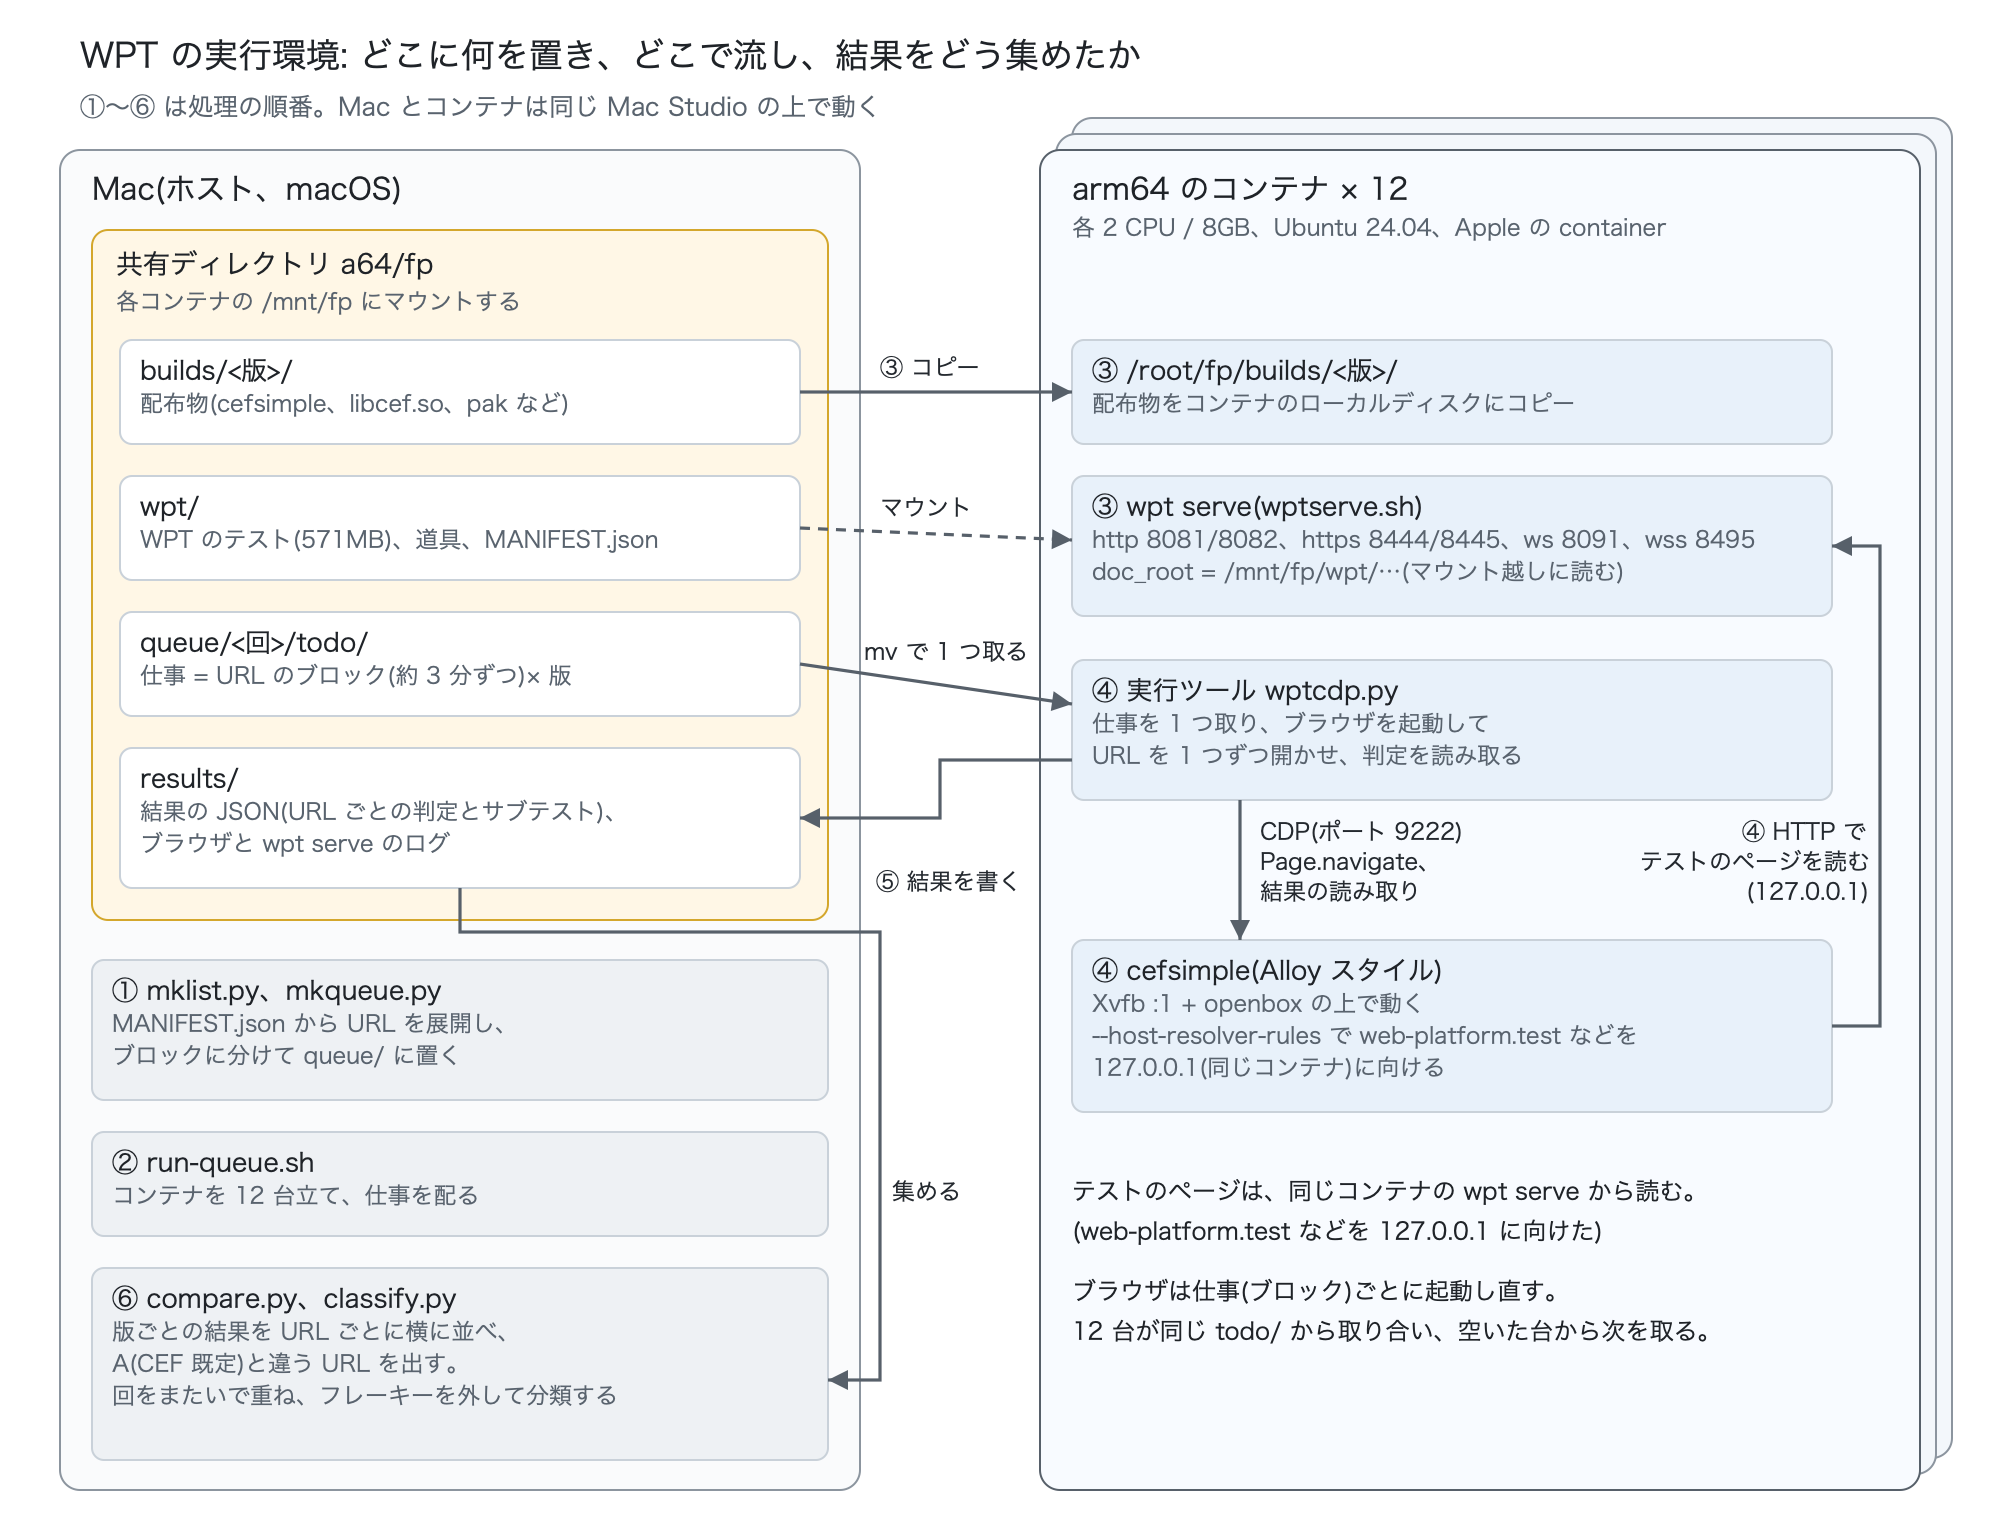 WPT の実行環境: どこに何を置き、どこで流し、結果をどう集めたか
①〜⑥ は処理の順番。Mac とコンテナは同じ Mac Studio の上で動く
Mac(ホスト、macOS)
共有ディレクトリ a64/fp
各コンテナの /mnt/fp にマウントする
builds/<版>/
配布物(cefsimple、libcef.so、pak など)
wpt/
WPT のテスト(571MB)、道具、MANIFEST.json
queue/<回>/todo/
仕事 = URL のブロック(約 3 分ずつ)× 版
results/
結果の JSON(URL ごとの判定とサブテスト)、
ブラウザと wpt serve のログ
① mklist.py、mkqueue.py
MANIFEST.json から URL を展開し、
ブロックに分けて queue/ に置く
② run-queue.sh
コンテナを 12 台立て、仕事を配る
⑥ compare.py、classify.py
版ごとの結果を URL ごとに横に並べ、
A(CEF 既定)と違う URL を出す。
回をまたいで重ね、フレーキーを外して分類する
③ コピー
マウント
mv で 1 つ取る
⑤ 結果を書く
集める
arm64 のコンテナ × 12
各 2 CPU / 8GB、Ubuntu 24.04、Apple の container
③ /root/fp/builds/<版>/
配布物をコンテナのローカルディスクにコピー
③ wpt serve(wptserve.sh)
http 8081/8082、https 8444/8445、ws 8091、wss 8495
doc_root = /mnt/fp/wpt/…(マウント越しに読む)
④ 実行ツール wptcdp.py
仕事を 1 つ取り、ブラウザを起動して
URL を 1 つずつ開かせ、判定を読み取る
CDP(ポート 9222)
Page.navigate、
結果の読み取り
④ HTTP で
テストのページを読む
(127.0.0.1)
④ cefsimple(Alloy スタイル)
Xvfb :1 + openbox の上で動く
--host-resolver-rules で web-platform.test などを
127.0.0.1(同じコンテナ)に向ける
テストのページは、同じコンテナの wpt serve から読む。
(web-platform.test などを 127.0.0.1 に向けた)
ブラウザは仕事(ブロック)ごとに起動し直す。
12 台が同じ todo/ から取り合い、空いた台から次を取る。